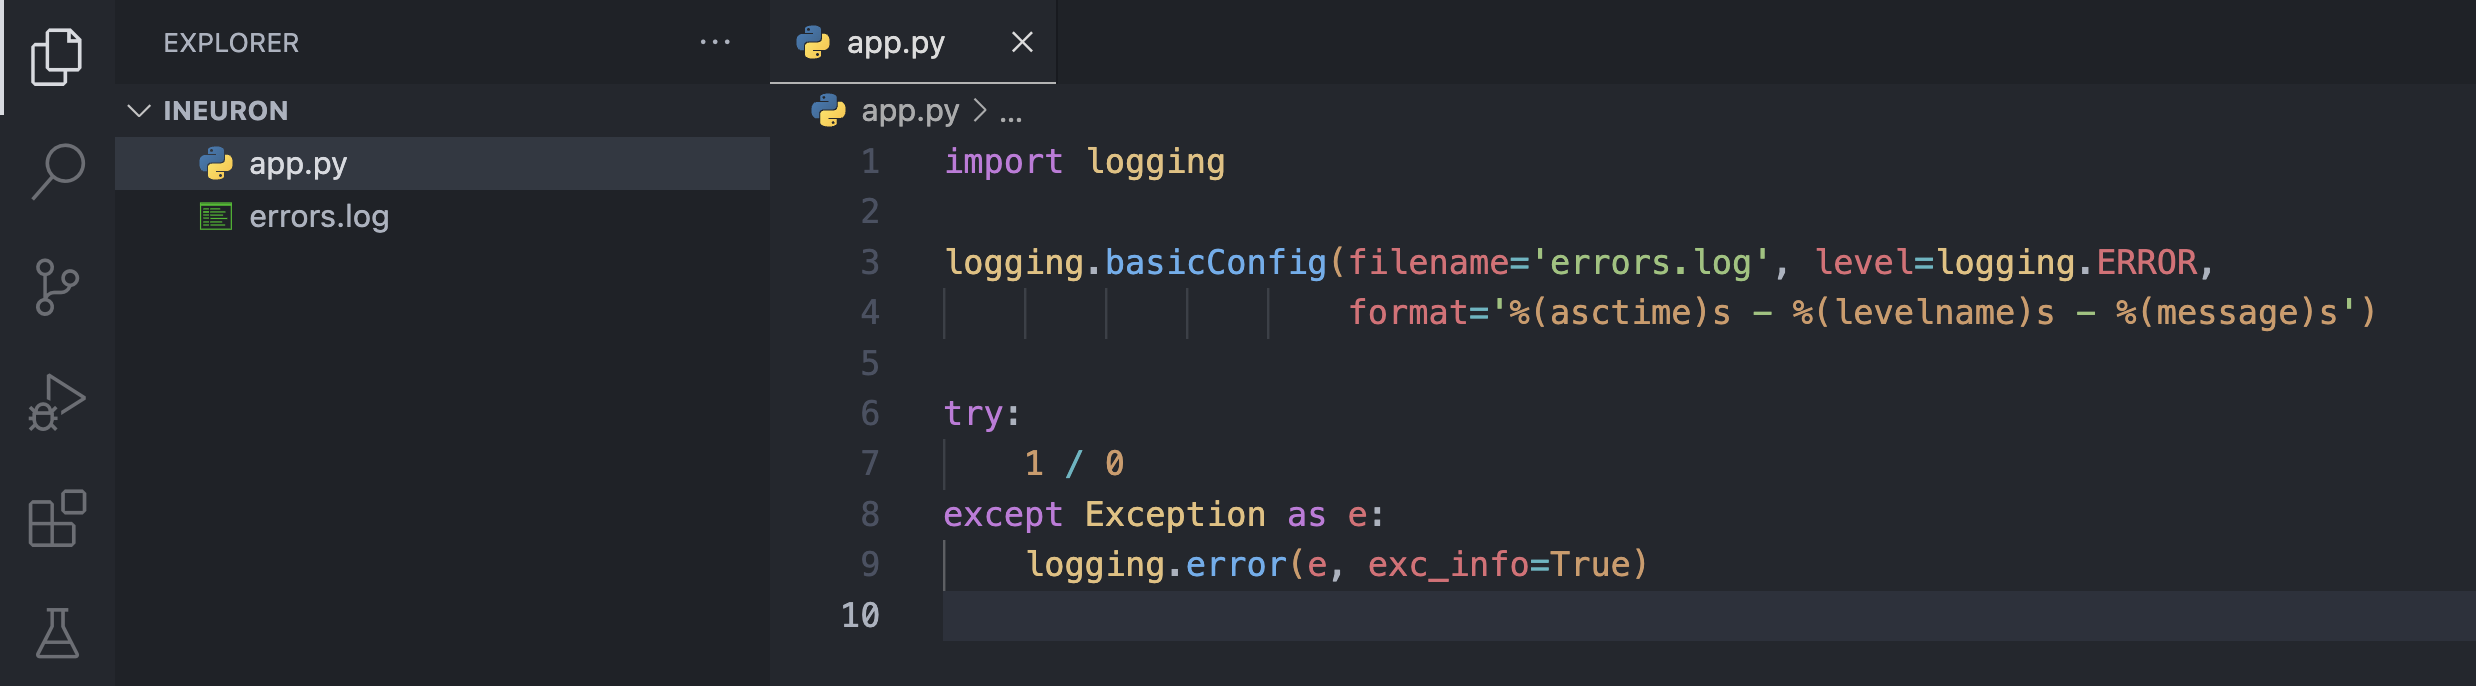 EXPLORER
INEURON
app.py
errors.log
app.py
app.py > ...
1 import logging
2
3 logging.basicConfig(filename='errors.log', level=logging.ERROR,
4                     format='%(asctime)s - %(levelname)s - %(message)s')
5
6 try:
7     1 / 0
8 except Exception as e:
9     logging.error(e, exc_info=True)
10